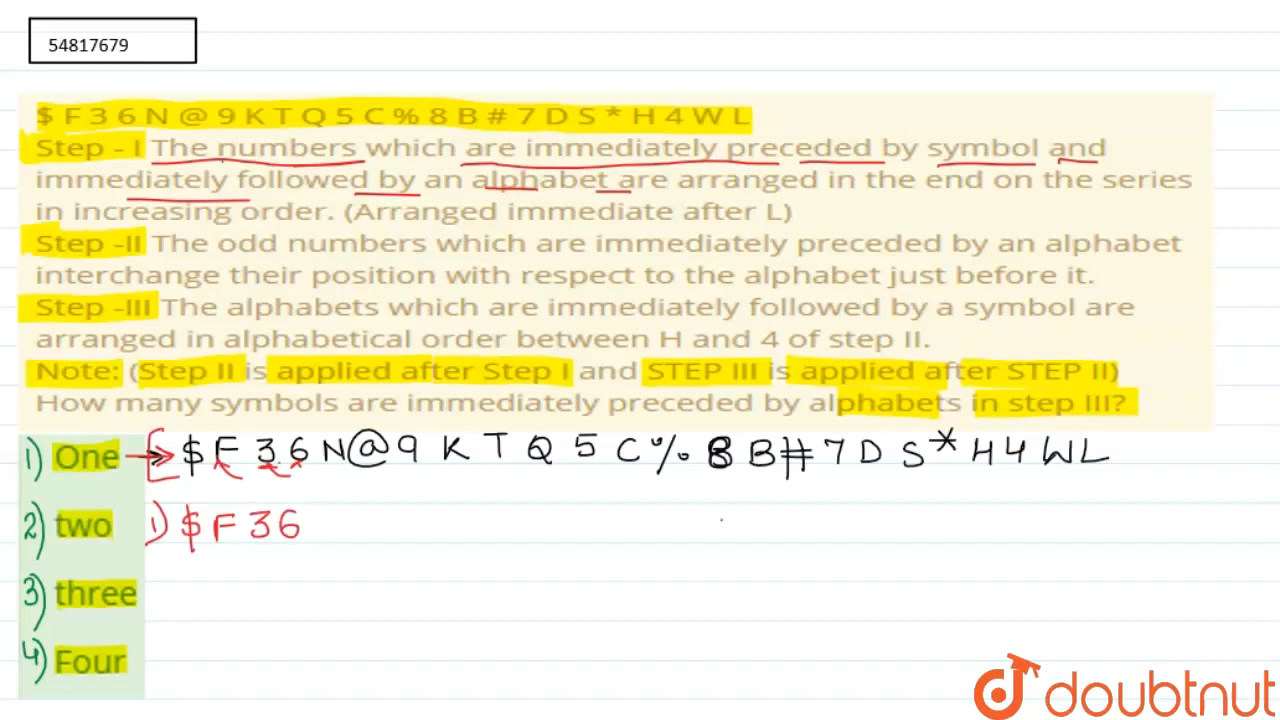 54817679
$ F 3 6 N @ 9 K T Q 5 C % 8 B # 7 D S * H 4 W L
Step - I The numbers which are immediately preceded by symbol and
immediately followed by an alphabet are arranged in the end on the series
in increasing order. (Arranged immediate after L)
Step -II The odd numbers which are immediately preceded by an alphabet
interchange their position with respect to the alphabet just before it.
Step -III The alphabets which are immediately followed by a symbol are
arranged in alphabetical order between H and 4 of step II.
Note: (Step II is applied after Step I and STEP III is applied after STEP II)
How many symbols are immediately preceded by alphabets in step III?
1) One → $ F 3 6 N @ 9 K T Q 5 C % 8 B # 7 D S * H 4 W L
2) two 1) $ F 3 6
3) three
4) Four
doubtnut